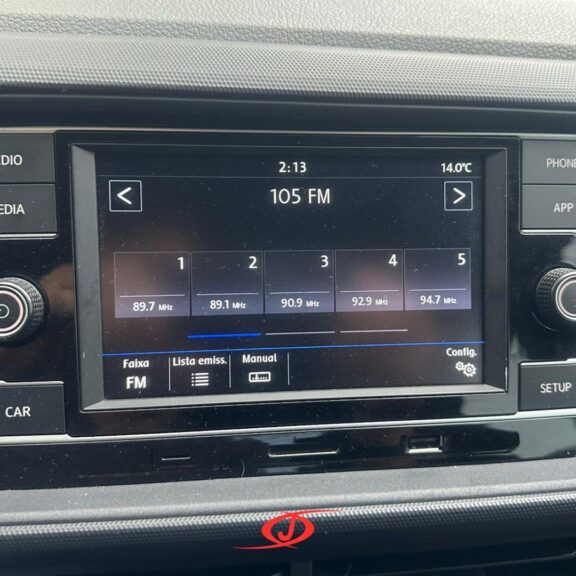 2:13 14.0°C
DIO
PHONE
105 FM
EDIA
APP
1 2 3 4 5
89.7 MHz 89.1 MHz 90.9 MHz 92.9 MHz 94.7 MHz
Faixa Lista emiss. Manual Config.
FM
SETUP
CAR
J